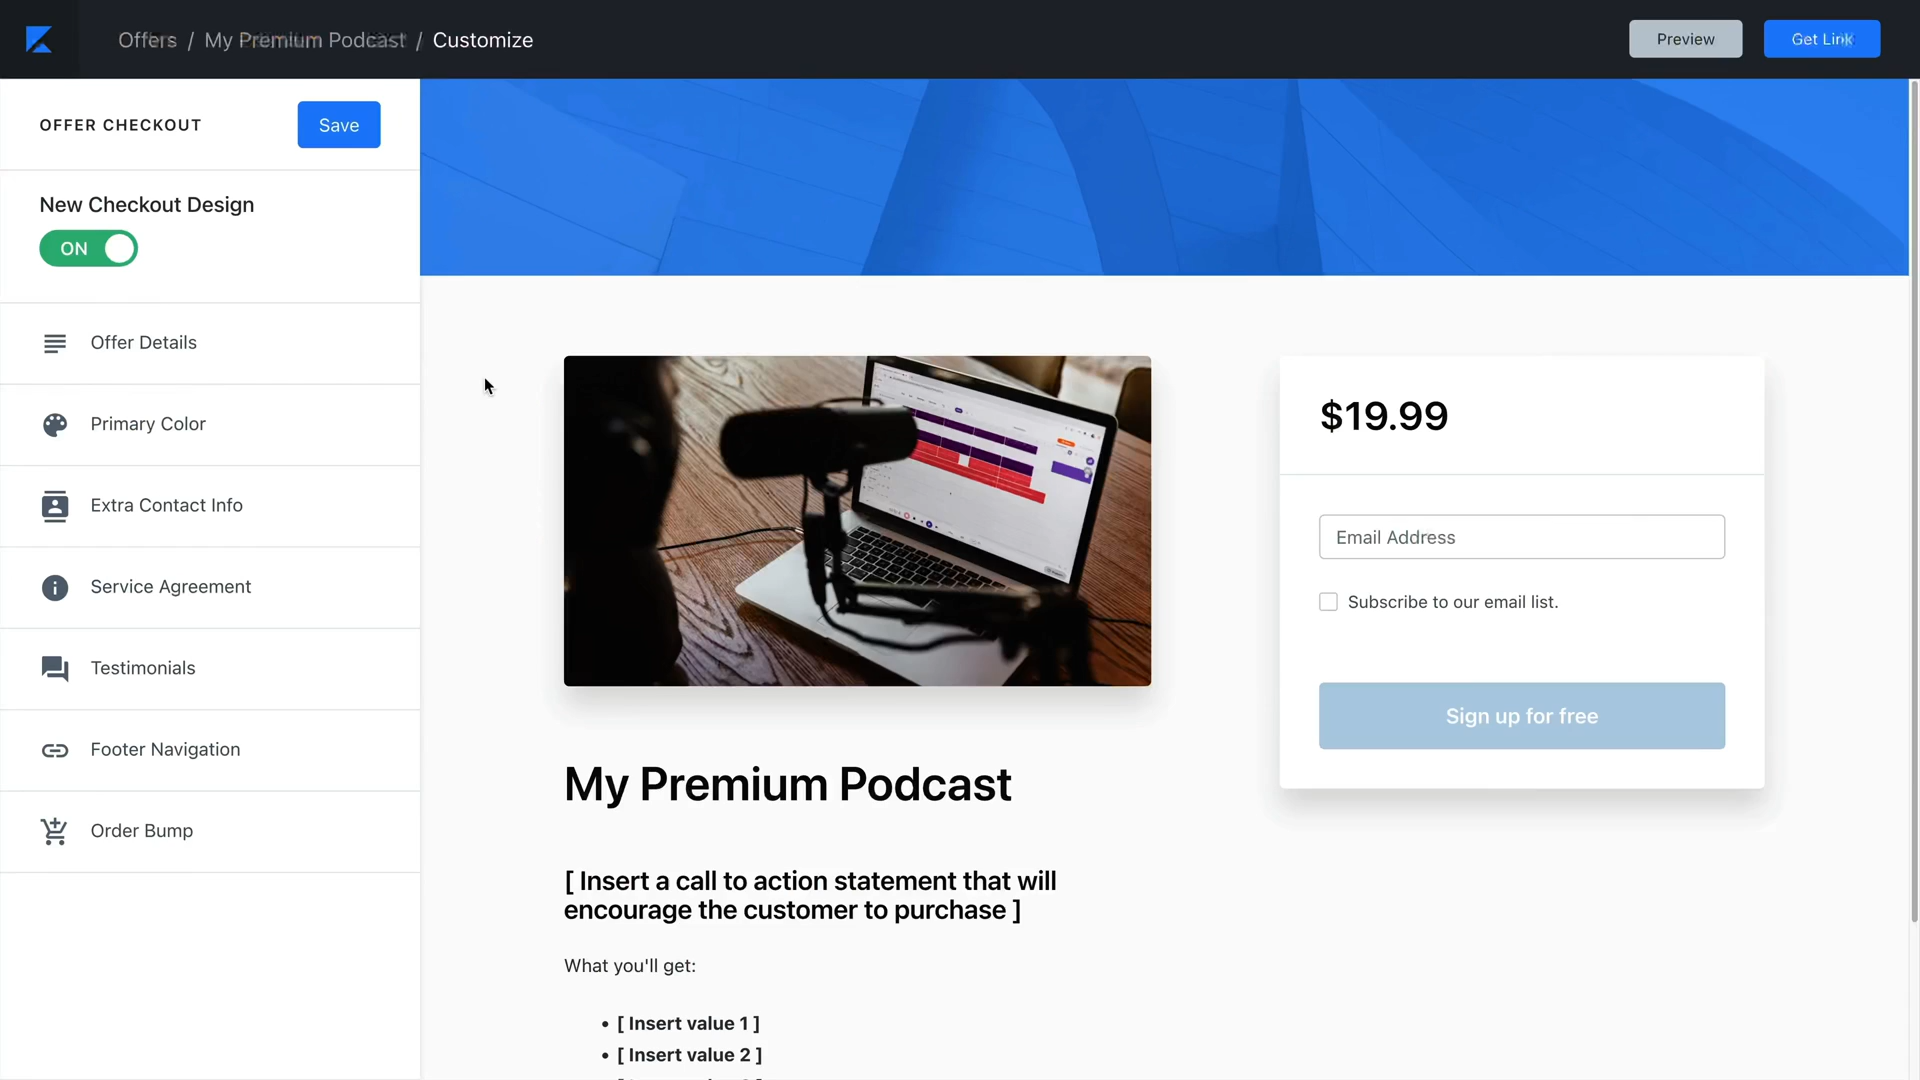 Offers / My Premium Podcast / Customize
Preview
Get Link
OFFER CHECKOUT
Save
New Checkout Design
ON
Offer Details
Primary Color
Extra Contact Info
Service Agreement
Testimonials
Footer Navigation
Order Bump
$19.99
Email Address
Subscribe to our email list.
Sign up for free
My Premium Podcast
[ Insert a call to action statement that will
encourage the customer to purchase ]
What you'll get:
• [ Insert value 1 ]
• [ Insert value 2 ]